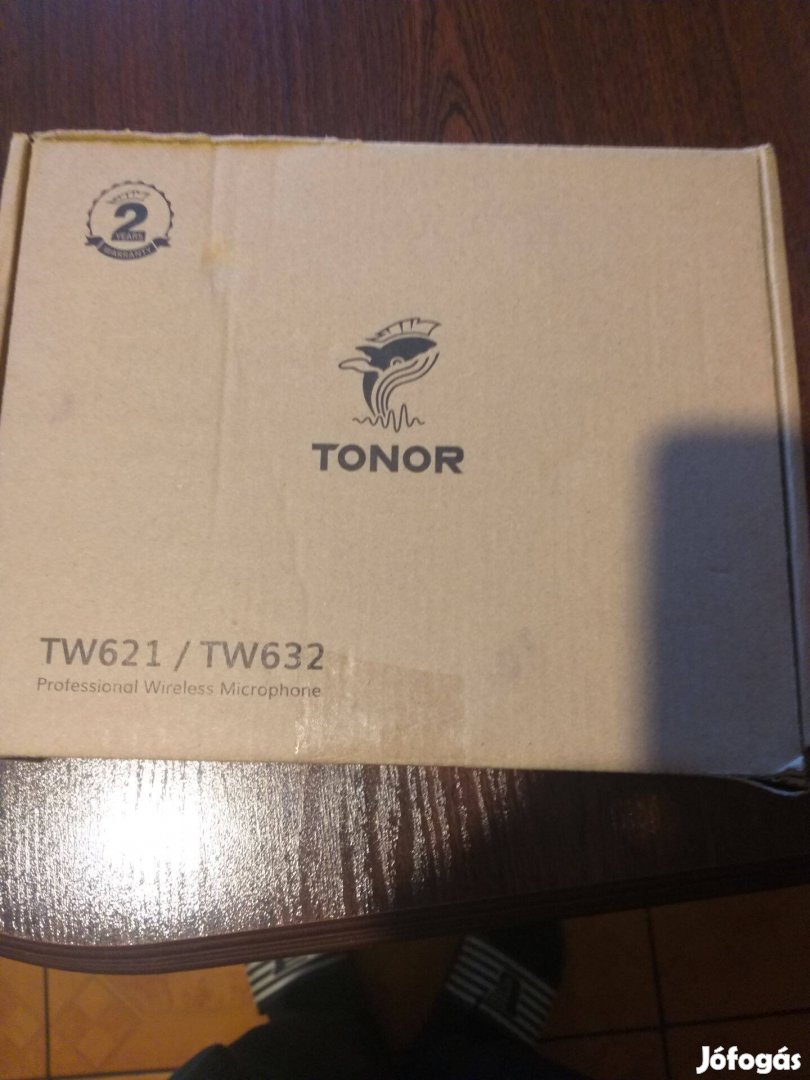 2
YEARS
WARRANTY
TONOR
TW621 / TW632
Professional Wireless Microphone
Jófogás